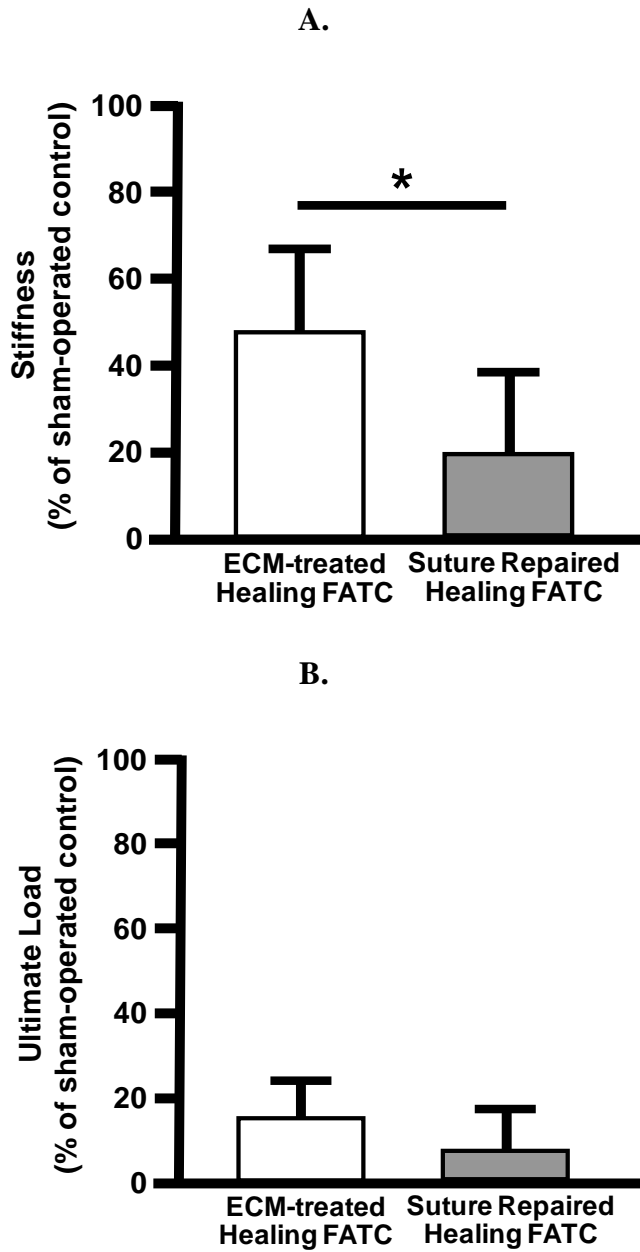 A.
Stiffness
(% of sham-operated control)
100
80
60
40
20
0
*
ECM-treated
Healing FATC
Suture Repaired
Healing FATC
B.
Ultimate Load
(% of sham-operated control)
100
80
60
40
20
0
ECM-treated
Healing FATC
Suture Repaired
Healing FATC